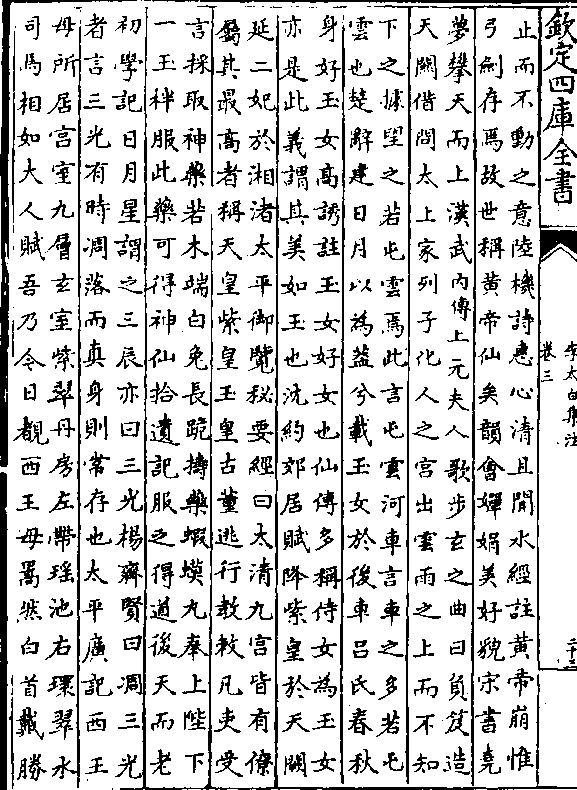 欽定四庫全書
李太白集注
卷三
二十三
止而不動之意陸機詩惠心清且閒水經註黄帝崩惟
弓劍存焉故世稱黄帝仙矣韻會嬋娟美好貌宋書堯
夢攀天而上漢武内傳上元夫人歌步玄之曲曰負笈造
天關借問太上家列子化人之宫出雲雨之上而不知
下之據望之若屯雲焉此言屯雲河車言車之多若屯
雲也楚辭建日月以為葢兮載玉女於後車吕氏春秋
身好玉女高誘註玉女好女也仙傳多稱侍女為玉女
亦是此義謂其美如玉也沈約郊居賦降紫皇於天闕
延二妃於湘渚太平御覽秘要經曰太清九宫皆有僚
屬其最高者稱天皇紫皇玉皇古董逃行教敕凡吏受
言採取神藥若木端白兔長跪擣藥蝦蟆丸奉上陛下
一玉柈服此藥可得神仙拾遺記服之得道後天而老
初學記日月星謂之三辰亦曰三光楊齊賢曰凋三光
者言三光有時凋落而真身則常存也太平廣記西王
母所居宫室九層玄室紫翠丹房左帶瑶池右環翠水
司馬相如大人賦吾乃今日覩西王母暠然白首戴勝